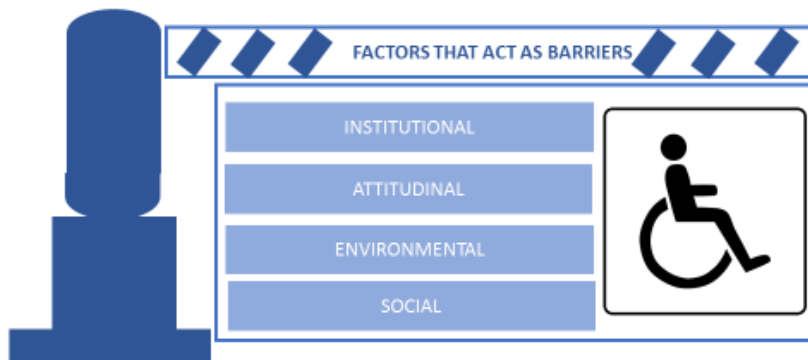 FACTORS THAT ACT AS BARRIERS
INSTITUTIONAL
ATTITUDINAL
ENVIRONMENTAL
SOCIAL